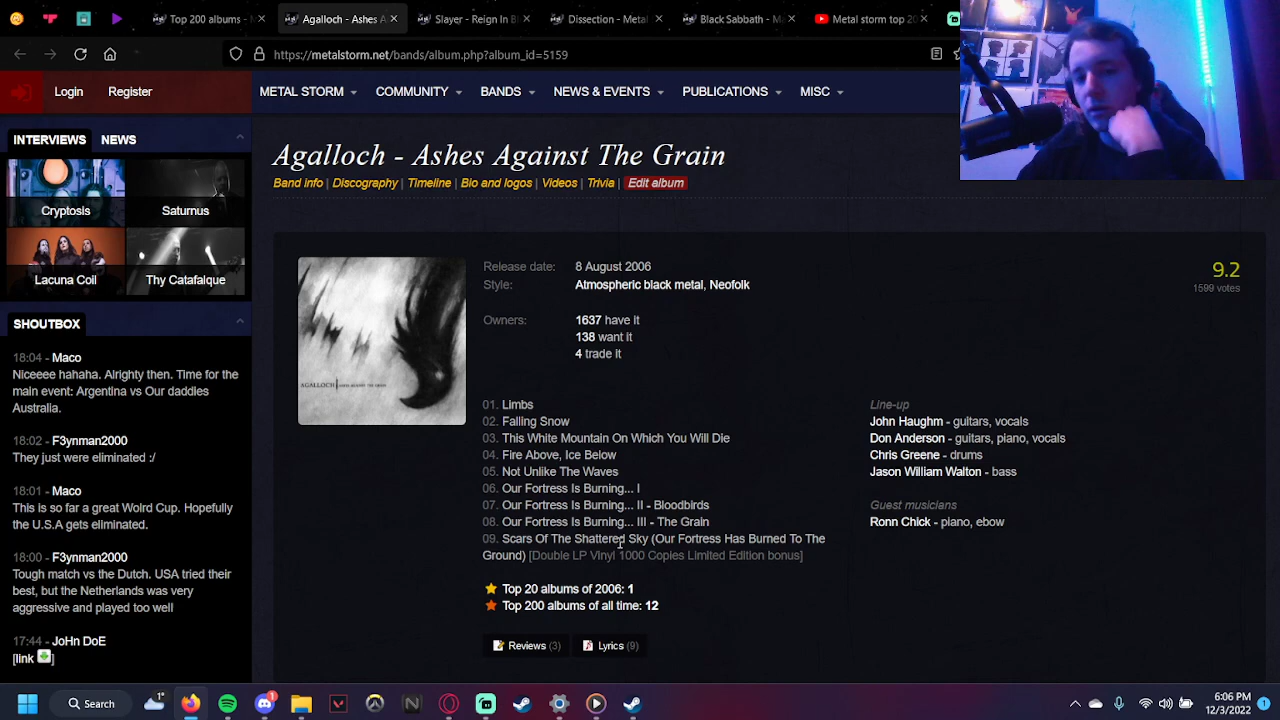 Top 200 albums -
Agalloch - Ashes A
Slayer - Reign In B
Dissection - Metal
Black Sabbath - M
Metal storm top 20
https://metalstorm.net/bands/album.php?album_id=5159
Login
Register
METAL STORM
COMMUNITY
BANDS
NEWS & EVENTS
PUBLICATIONS
MISC
INTERVIEWS
NEWS
Cryptosis
Saturnus
Lacuna Coil
Thy Catafalque
SHOUTBOX
18:04 - Maco
Niceeee hahaha. Alrighty then. Time for the
main event: Argentina vs Our daddies
Australia.
18:02 - F3ynman2000
They just were eliminated :/
18:01 - Maco
This is so far a great Wolrd Cup. Hopefully
the U.S.A gets eliminated.
18:00 - F3ynman2000
Tough match vs the Dutch. USA tried their
best, but the Netherlands was very
aggressive and played too well
17:44 - JoHn DoE
[link]
Agalloch - Ashes Against The Grain
Band info | Discography | Timeline | Bio and logos | Videos | Trivia | Edit album
AGALLOCH | ASHES AGAINST THE GRAIN
Release date: 8 August 2006
Style: Atmospheric black metal, Neofolk
Owners: 1637 have it
138 want it
4 trade it
9.2
1599 votes
01. Limbs
02. Falling Snow
03. This White Mountain On Which You Will Die
04. Fire Above, Ice Below
05. Not Unlike The Waves
06. Our Fortress Is Burning... I
07. Our Fortress Is Burning... II - Bloodbirds
08. Our Fortress Is Burning... III - The Grain
09. Scars Of The Shattered Sky (Our Fortress Has Burned To The
Ground) [Double LP VInyl 1000 Copies Limited Edition bonus]
Line-up
John Haughm - guitars, vocals
Don Anderson - guitars, piano, vocals
Chris Greene - drums
Jason William Walton - bass
Guest musicians
Ronn Chick - piano, ebow
Top 20 albums of 2006: 1
Top 200 albums of all time: 12
Reviews (3)
Lyrics (9)
Search
1
6:06 PM
12/3/2022
1